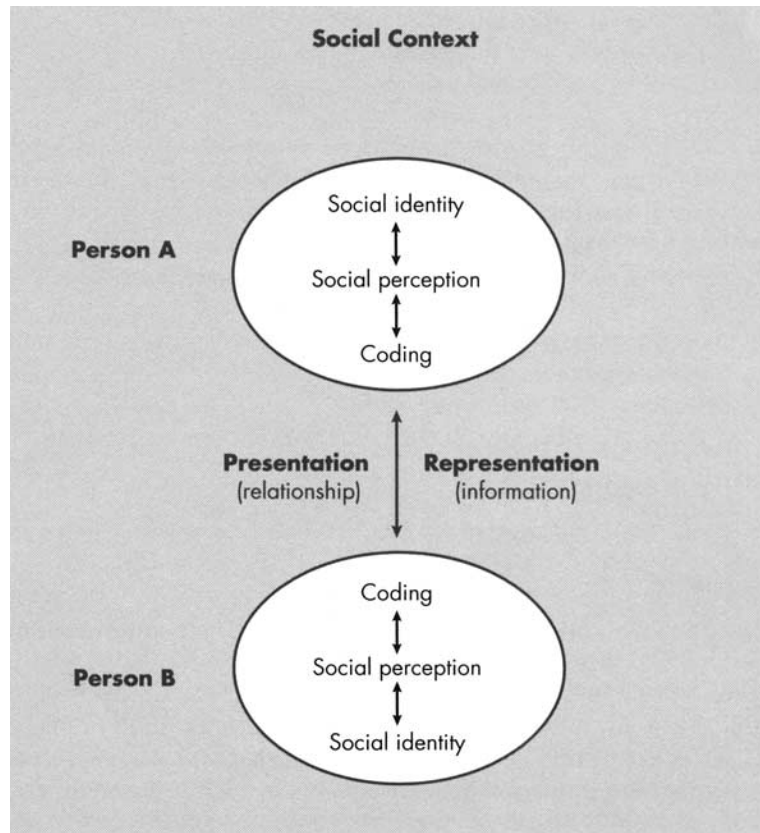 Social Context
Person A
Social identity
Social perception
Coding
Presentation
(relationship)
Representation
(information)
Person B
Coding
Social perception
Social identity